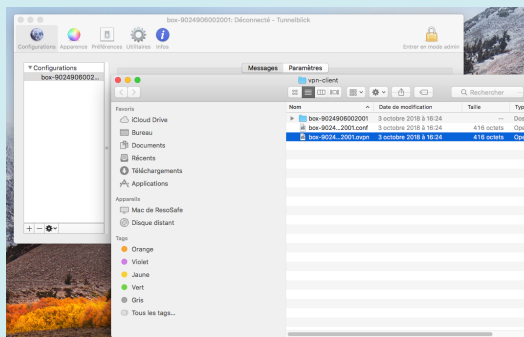 box-9024906002001: Déconnecté - Tunnelblick
Configurations Apparence Préférences Utilitaires Infos
Entrer en mode admin
Messages Paramètres
Configurations
box-9024906002...
vpn-client
Rechercher
Favoris
iCloud Drive
Bureau
Documents
Récents
Téléchargements
Applications
Appareils
Mac de ResoSafe
Disque distant
Tags
Orange
Violet
Jaune
Vert
Gris
Tous les tags...
Nom Date de modification Taille Typ
box-9024906002001 3 octobre 2018 à 16:24 -- Dos
box-9024...2001.conf 3 octobre 2018 à 16:24 416 octets Ope
box-9024...2001.ovpn 3 octobre 2018 à 16:24 416 octets Ope